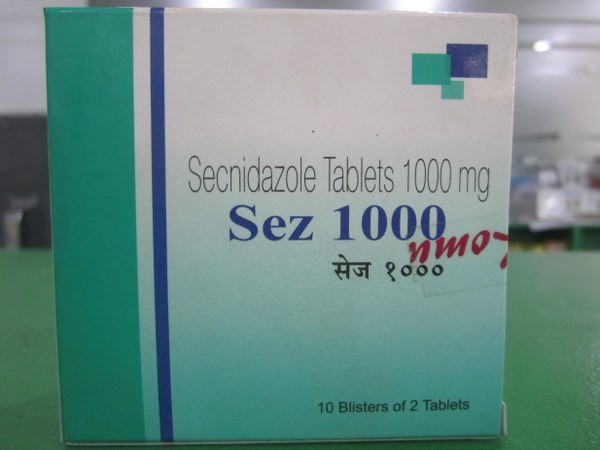 Secnidazole Tablets 1000 mg
Sez 1000
सेज १०००
10 Blisters of 2 Tablets